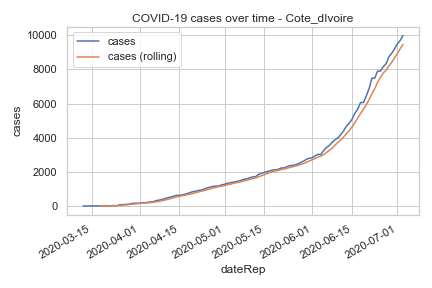 COVID-19 cases over time - Cote_dIvoire
cases
cases (rolling)
10000
8000
6000
4000
2000
0
cases
2020-03-15
2020-04-01
2020-04-15
2020-05-01
2020-05-15
2020-06-01
2020-06-15
2020-07-01
dateRep